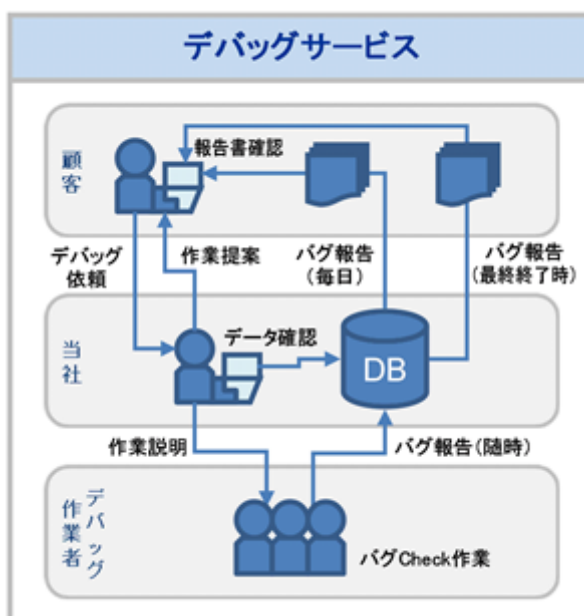 デバッグサービス
顧客
報告書確認
デバッグ
依頼
作業提案
バグ報告
(毎日)
バグ報告
(最終終了時)
当社
データ確認
DB
作業説明
バグ報告(随時)
デバッグ
作業者
バグCheck作業